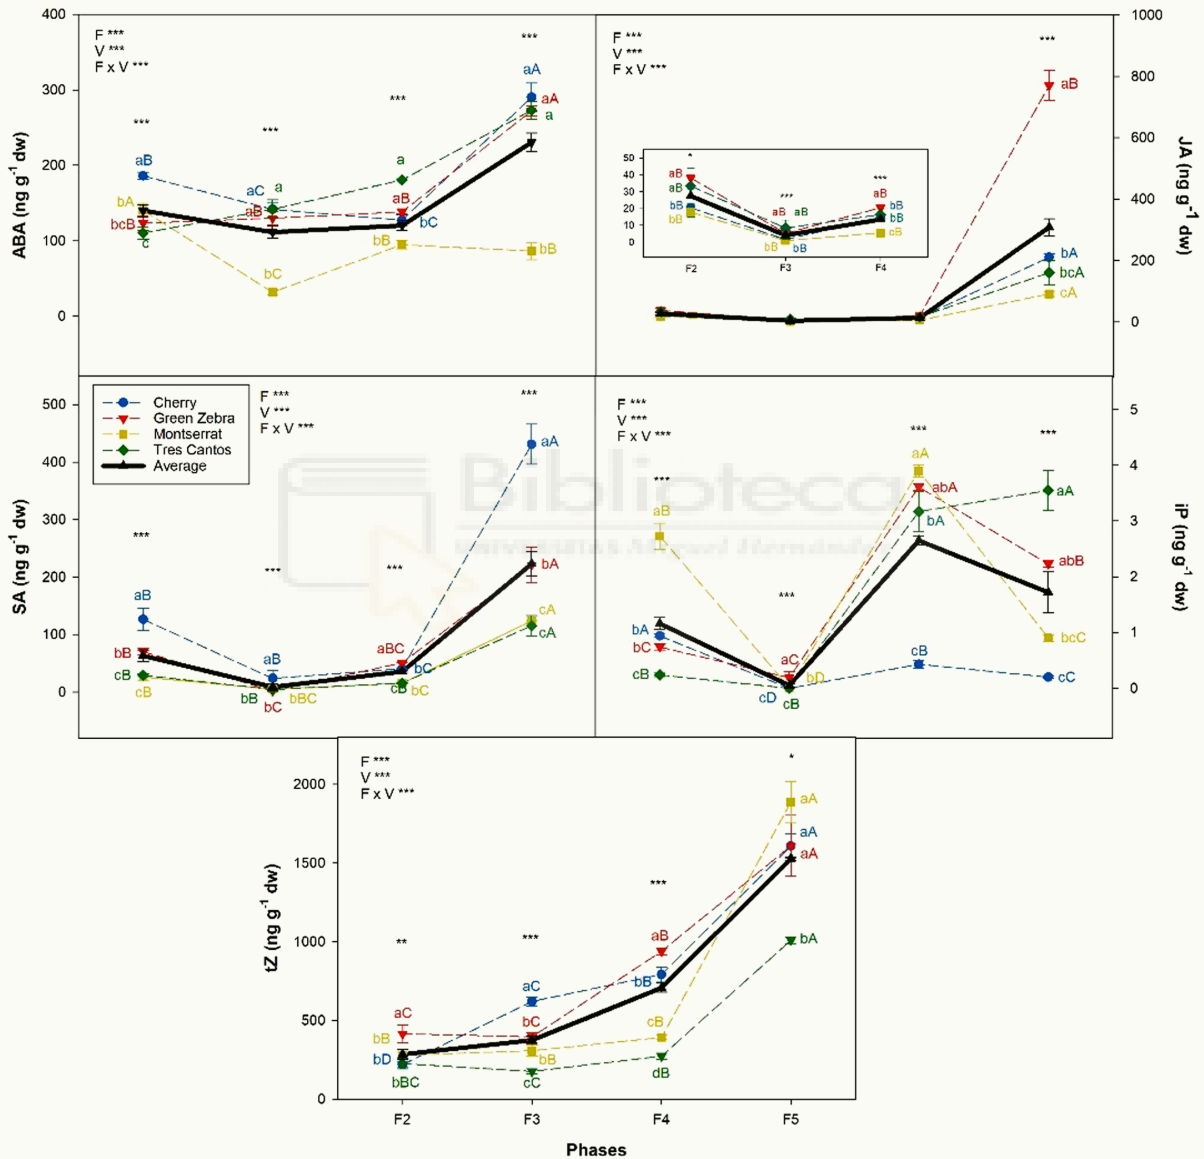 400
300
200
100
0
ABA (ng g-1 dw)
F ***
V ***
F x V ***
***
aB
bA
bcB
c
***
aC
a
aB
bC
***
a
aB
bC
bB
***
aA
aA
a
bB
F ***
V ***
F x V ***
***
aB
bA
bcA
cA
1000
800
600
400
200
0
JA (ng g-1 dw)
50
40
30
20
10
0
*
aB
aB
bB
bB
***
aB
aB
bB
bB
***
aB
bB
bB
cB
F2
F3
F4
500
400
300
200
100
0
SA (ng g-1 dw)
Cherry
Green Zebra
Montserrat
Tres Cantos
Average
F ***
V ***
F x V ***
***
aB
bB
cB
cB
***
aB
bB
bBC
bC
***
aBC
bC
cB
bC
***
aA
bA
cA
cA
F ***
V ***
F x V ***
***
aB
bA
bC
cB
***
aC
bD
cD
cB
***
aA
abA
bA
cB
***
aA
abB
bcC
cC
5
4
3
2
1
0
iP (ng g-1 dw)
Biblioteca
UNIVERSITAS Miguel Hernández
2000
1500
1000
500
0
tZ (ng g-1 dw)
F ***
V ***
F x V ***
**
aC
bB
bD
bBC
***
aC
bC
bB
cC
***
aB
bB
cB
dB
*
aA
aA
aA
bA
F2
F3
F4
F5
Phases